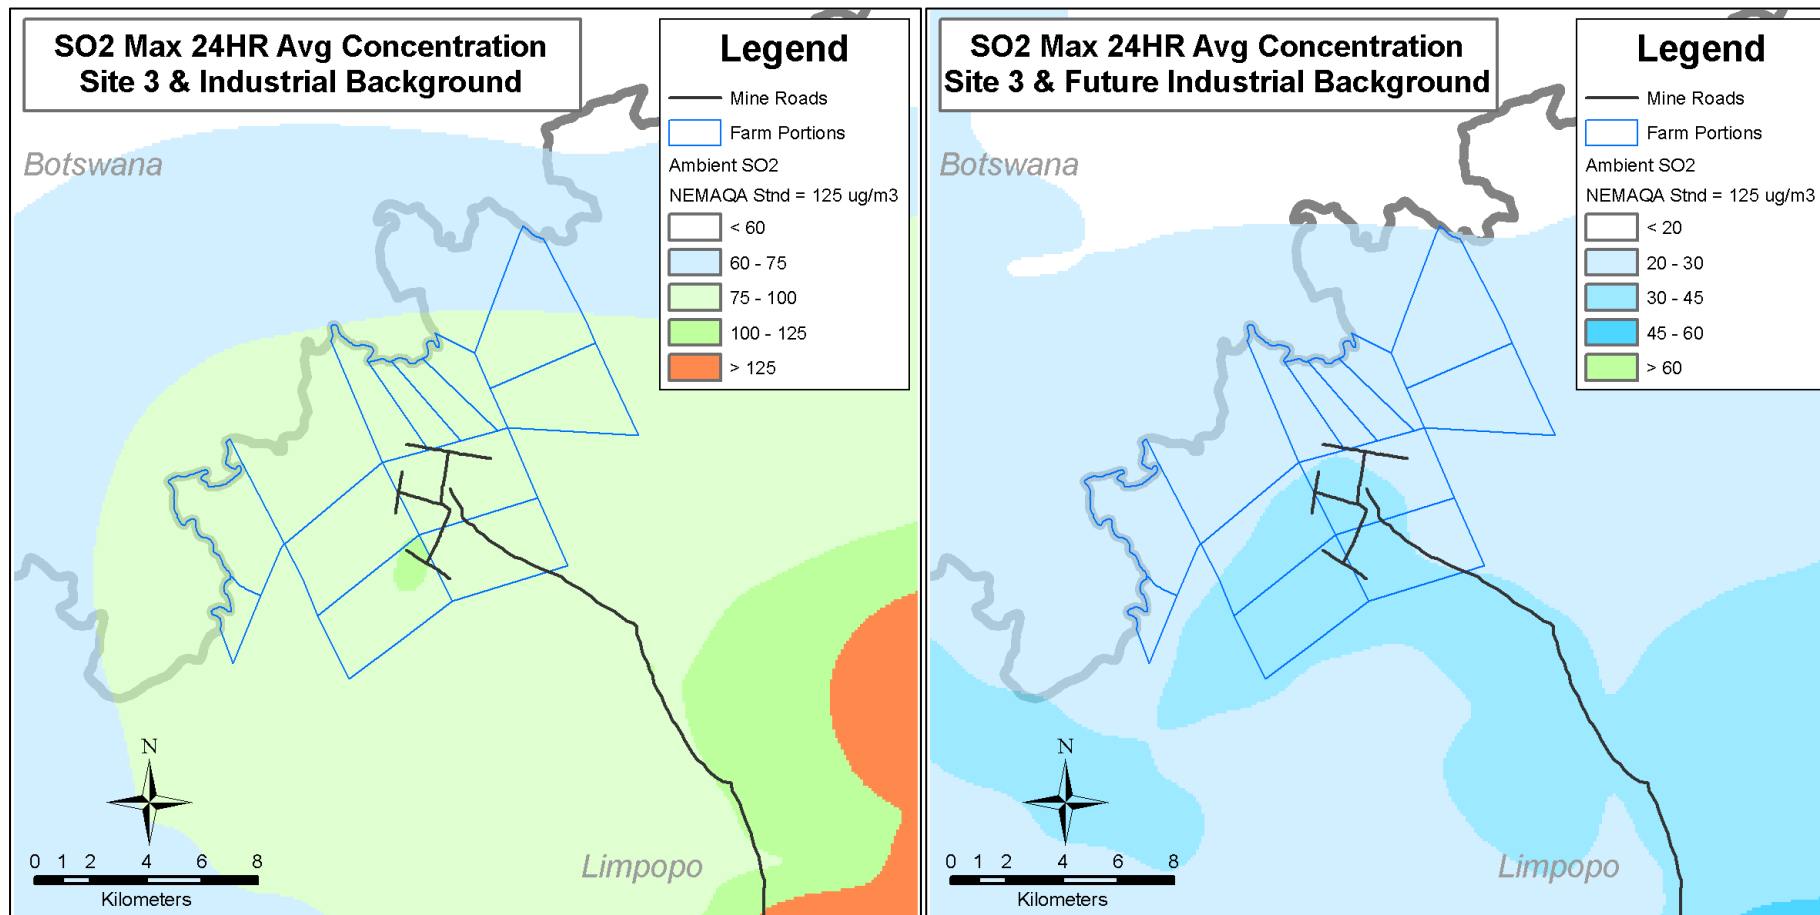 SO2 Max 24HR Avg Concentration
Site 3 & Industrial Background
Legend
Mine Roads
Farm Portions
Ambient SO2
NEMAQA Stnd = 125 ug/m3
< 60
60 - 75
75 - 100
100 - 125
> 125
Botswana
Limpopo
N
0 1 2 4 6 8
Kilometers
SO2 Max 24HR Avg Concentration
Site 3 & Future Industrial Background
Legend
Mine Roads
Farm Portions
Ambient SO2
NEMAQA Stnd = 125 ug/m3
< 20
20 - 30
30 - 45
45 - 60
> 60
Botswana
Limpopo
N
0 1 2 4 6 8
Kilometers